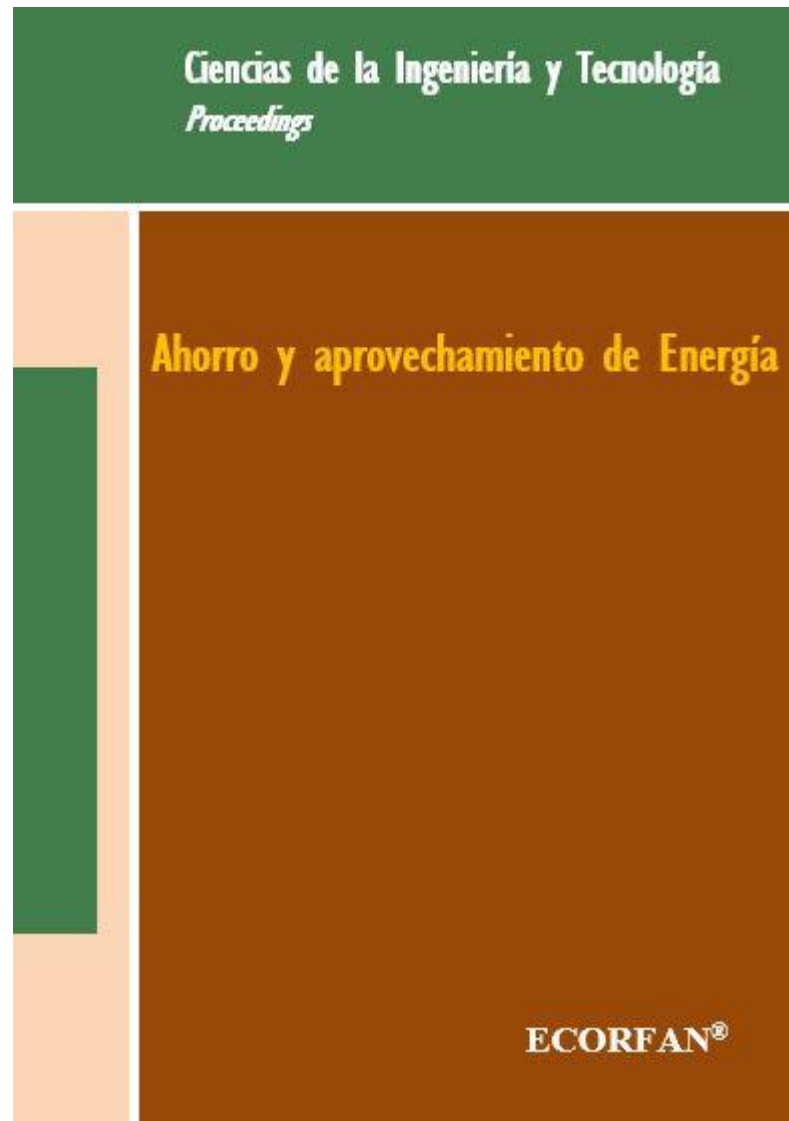 Ciencias de la Ingeniería y Tecnología
Proceedings
Ahorro y aprovechamiento de Energía
ECORFAN®